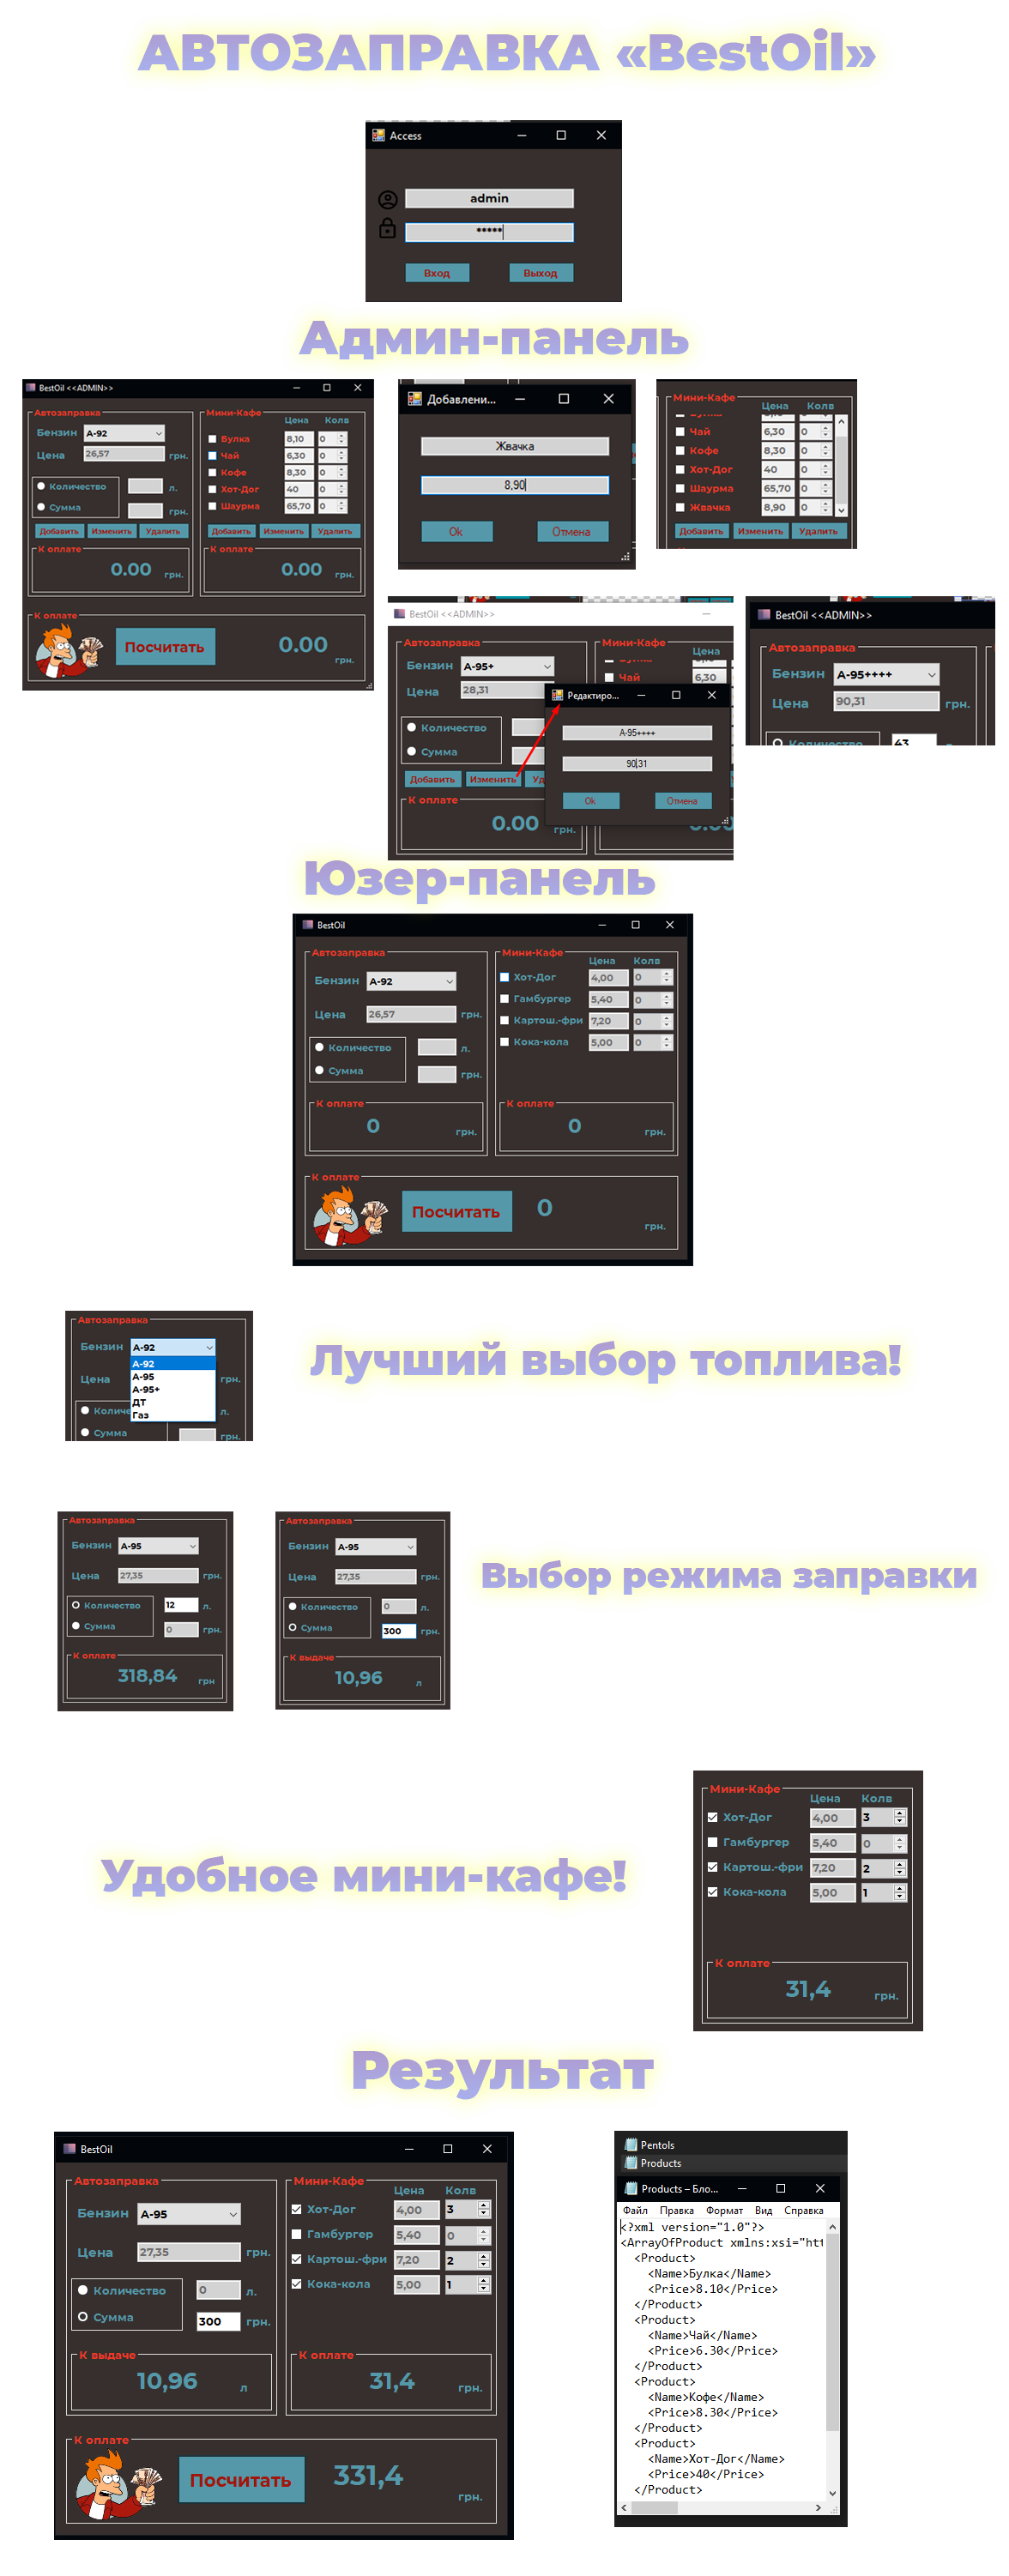 АВТОЗАПРАВКА «BestOil»
Access
admin
*****
Вход Выход
Админ-панель
BestOil <<ADMIN>>
Автозаправка
Бензин А-92
Цена 26,57 грн.
Количество л.
Сумма грн.
Добавить Изменить Удалить
К оплате
0.00 грн.
Мини-Кафе
Цена Колв
Булка 8,10 0
Чай 6,30 0
Кофе 8,30 0
Хот-Дог 40 0
Шаурма 65,70 0
Добавить Изменить Удалить
К оплате
0.00 грн.
К оплате
Посчитать 0.00
грн.
Добавлени...
Жвачка
8,90
Ok Отмена
Мини-Кафе
Цена Колв
Чай 6,30 0
Кофе 8,30 0
Хот-Дог 40 0
Шаурма 65,70 0
Жвачка 8,90 0
Добавить Изменить Удалить
BestOil <<ADMIN>>
Автозаправка
Бензин А-95+
Цена 28,31
Количество
Сумма
Добавить Изменить Уд
К оплате
0.00 грн.
Мини-Кафе
Цена
Булка
Чай 6,30
Редактиро...
А-95++++
90,31
Ok Отмена
0.00
BestOil <<ADMIN>>
Автозаправка
Бензин А-95++++
Цена 90,31 грн.
Количество 43
Юзер-панель
BestOil
Автозаправка
Бензин А-92
Цена 26,57 грн.
Количество л.
Сумма грн.
К оплате
0 грн.
Мини-Кафе
Цена Колв
Хот-Дог 4,00 0
Гамбургер 5,40 0
Картош.-фри 7,20 0
Кока-кола 5,00 0
К оплате
0 грн.
К оплате
Посчитать 0
грн.
Автозаправка
Бензин А-92
А-92
Цена А-95 грн.
А-95+
ДТ
Количе л.
Газ
Сумма грн.
Лучший выбор топлива!
Автозаправка
Бензин А-95
Цена 27,35 грн.
Количество 12 л.
Сумма 0 грн.
К оплате
318,84 грн
Автозаправка
Бензин А-95
Цена 27,35 грн.
Количество 0 л.
Сумма 300 грн.
К выдаче
10,96 л
Выбор режима заправки
Мини-Кафе
Цена Колв
Хот-Дог 4,00 3
Гамбургер 5,40 0
Картош.-фри 7,20 2
Кока-кола 5,00 1
К оплате
31,4 грн.
Удобное мини-кафе!
Результат
BestOil
Автозаправка
Бензин А-95
Цена 27,35 грн.
Количество 0 л.
Сумма 300 грн.
К выдаче
10,96 л
Мини-Кафе
Цена Колв
Хот-Дог 4,00 3
Гамбургер 5,40 0
Картош.-фри 7,20 2
Кока-кола 5,00 1
К оплате
31,4 грн.
К оплате
Посчитать 331,4
грн.
Pentols
Products
Products – Бло...
Файл Правка Формат Вид Справка
<?xml version="1.0"?>
<ArrayOfProduct xmlns:xsi="htt
<Product>
<Name>Булка</Name>
<Price>8.10</Price>
</Product>
<Product>
<Name>Чай</Name>
<Price>6.30</Price>
</Product>
<Product>
<Name>Кофе</Name>
<Price>8.30</Price>
</Product>
<Product>
<Name>Хот-Дог</Name>
<Price>40</Price>
</Product>